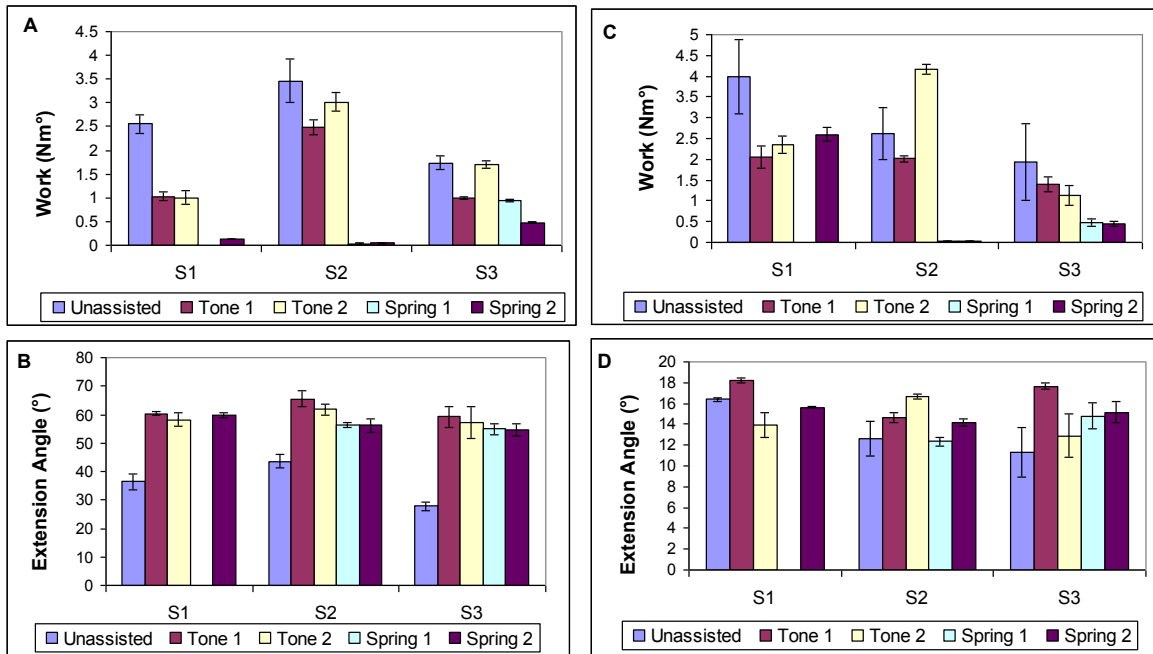 A
Work (Nm°)
4.5
4
3.5
3
2.5
2
1.5
1
0.5
0
S1 S2 S3
Unassisted Tone 1 Tone 2 Spring 1 Spring 2
B
Extension Angle (°)
80
70
60
50
40
30
20
10
0
S1 S2 S3
Unassisted Tone 1 Tone 2 Spring 1 Spring 2
C
Work (Nm°)
5
4.5
4
3.5
3
2.5
2
1.5
1
0.5
0
S1 S2 S3
Unassisted Tone 1 Tone 2 Spring 1 Spring 2
D
Extension Angle (°)
20
18
16
14
12
10
8
6
4
2
0
S1 S2 S3
Unassisted Tone 1 Tone 2 Spring 1 Spring 2